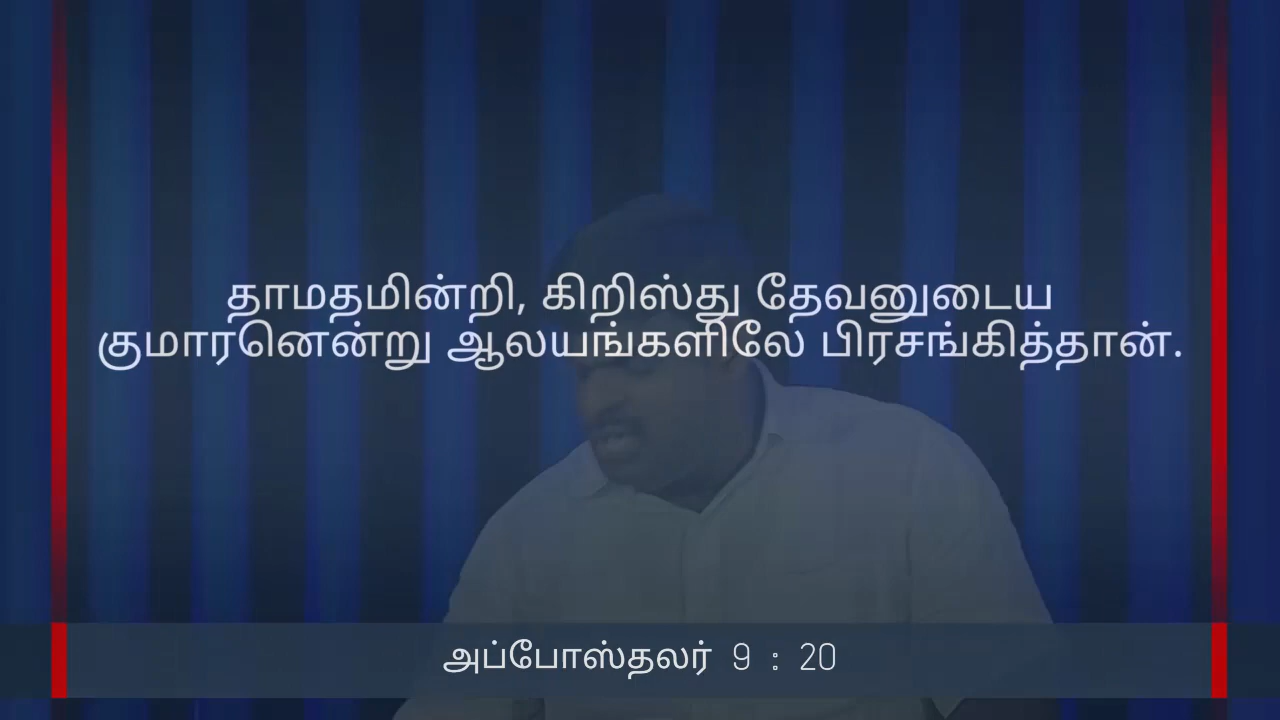 தாமதமின்றி, கிறிஸ்து தேவனுடைய
குமாரனென்று ஆலயங்களிலே பிரசங்கித்தான்.
அப்போஸ்தலர் 9 : 20